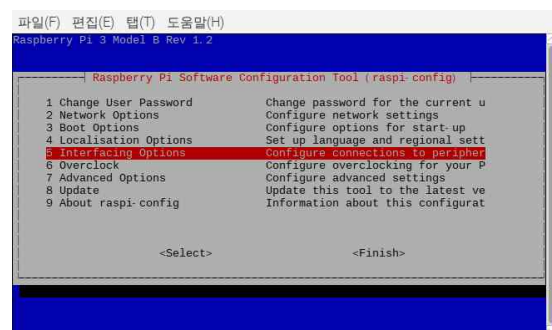 파일(F) 편집(E) 탭(T) 도움말(H)
Raspberry Pi 3 Model B Rev 1.2
Raspberry Pi Software Configuration Tool (raspi-config)
1 Change User Password Change password for the current u
2 Network Options Configure network settings
3 Boot Options Configure options for start-up
4 Localisation Options Set up language and regional sett
5 Interfacing Options Configure connections to peripher
6 Overclock Configure overclocking for your P
7 Advanced Options Configure advanced settings
8 Update Update this tool to the latest ve
9 About raspi-config Information about this configurat
<Select> <Finish>